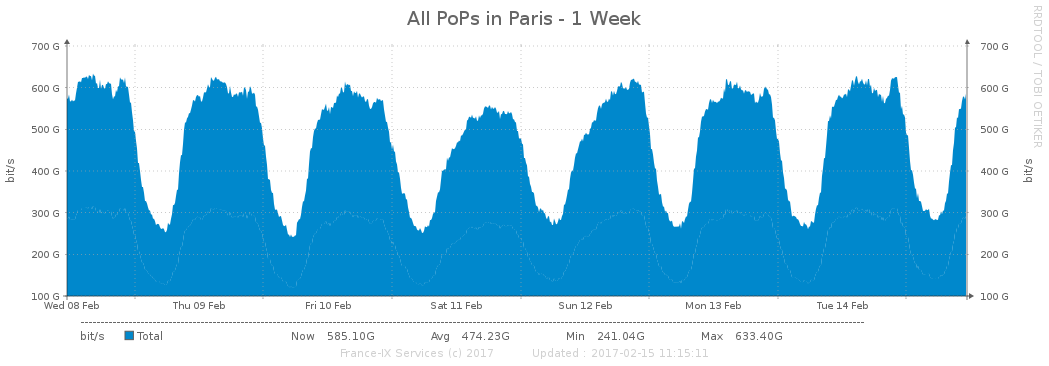 All PoPs in Paris - 1 Week
RRDTOOL / TOBI OETIKER
700 G 700 G
600 G 600 G
500 G 500 G
bit/s 400 G 400 G bit/s
300 G 300 G
200 G 200 G
100 G 100 G
Wed 08 Feb Thu 09 Feb Fri 10 Feb Sat 11 Feb Sun 12 Feb Mon 13 Feb Tue 14 Feb
bit/s Total Now 585.10G Avg 474.23G Min 241.04G Max 633.40G
France-IX Services (c) 2017 Updated : 2017-02-15 11:15:11